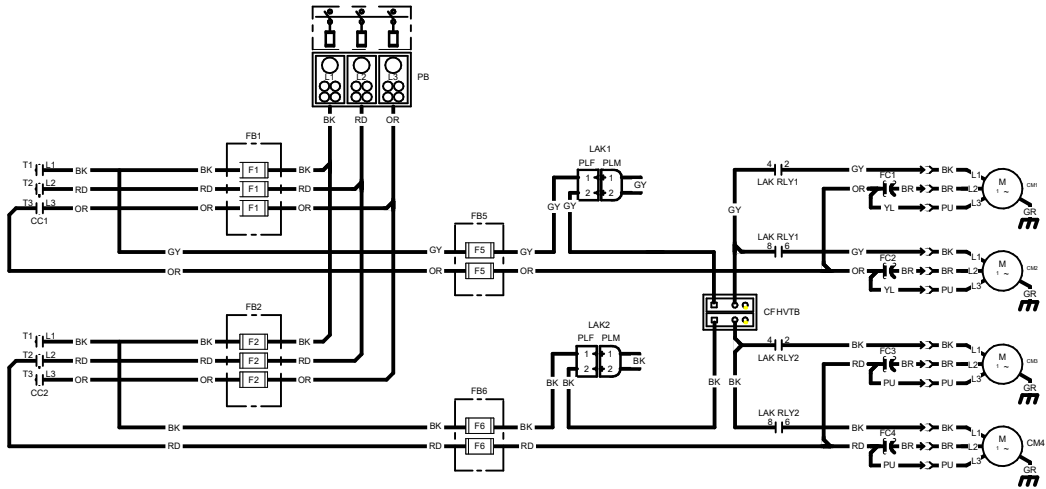 L1 L2 L3 PB
BK RD OR
FB1
T1 L1 BK BK F1 BK
T2 L2 RD RD F1 RD
T3 L3 OR OR F1 OR
CC1
LAK1
PLF PLM
1 1
2 2 GY
GY GY
FB5
GY GY F5 GY
OR OR F5 OR
4 2 GY BK L1
LAK RLY1
FC1
OR BR BR L2
YL PU L3
M
1 ~
CM1
GR
GY
LAK RLY1
8 6 GY BK L1
FC2
OR BR BR L2
YL PU L3
M
1 ~
CM2
GR
CFHVTB
FB2
T1 L1 BK BK F2 BK
T2 L2 RD RD F2 RD
T3 L3 OR OR F2 OR
CC2
LAK2
PLF PLM
1 1
2 2 BK
BK BK
BK BK
FB6
BK BK F6 BK
RD RD F6 RD
4 2 BK BK L1
LAK RLY2
FC3
RD BR BR L2
PU PU L3
M
1 ~
CM3
GR
LAK RLY2
8 6 BK BK L1
FC4
RD BR BR L2
PU PU L3
M
1 ~
CM4
GR